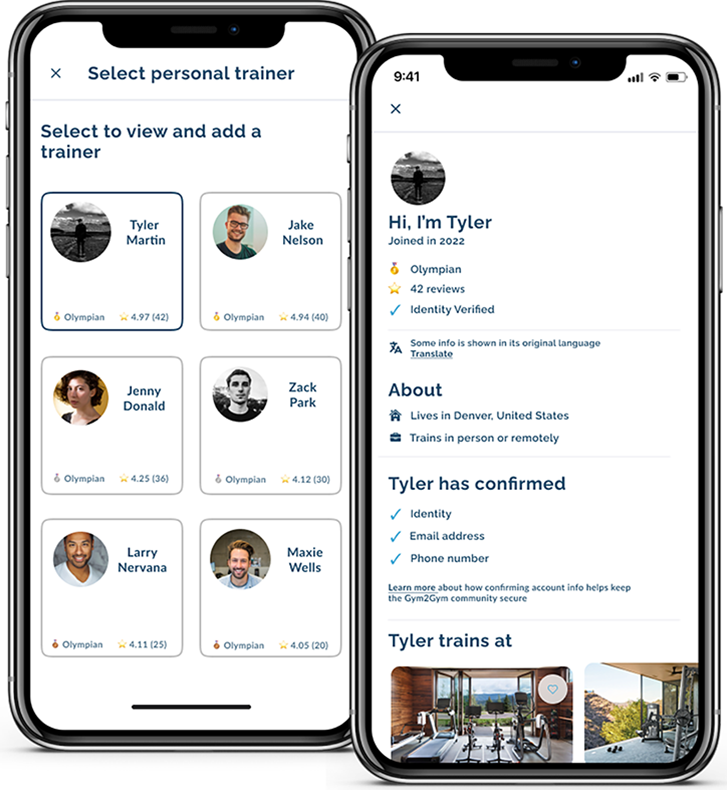 Select personal trainer
Select to view and add a
trainer
Tyler
Martin
Olympian 4.97 (42)
Jake
Nelson
Olympian 4.94 (40)
Jenny
Donald
Olympian 4.25 (36)
Zack
Park
Olympian 4.12 (30)
Larry
Nervana
Olympian 4.11 (25)
Maxie
Wells
Olympian 4.05 (20)
9:41
Hi, I'm Tyler
Joined in 2022
Olympian
42 reviews
Identity Verified
Some info is shown in its original language
Translate
About
Lives in Denver, United States
Trains in person or remotely
Tyler has confirmed
Identity
Email address
Phone number
Learn more about how confirming account info helps keep
the Gym2Gym community secure
Tyler trains at